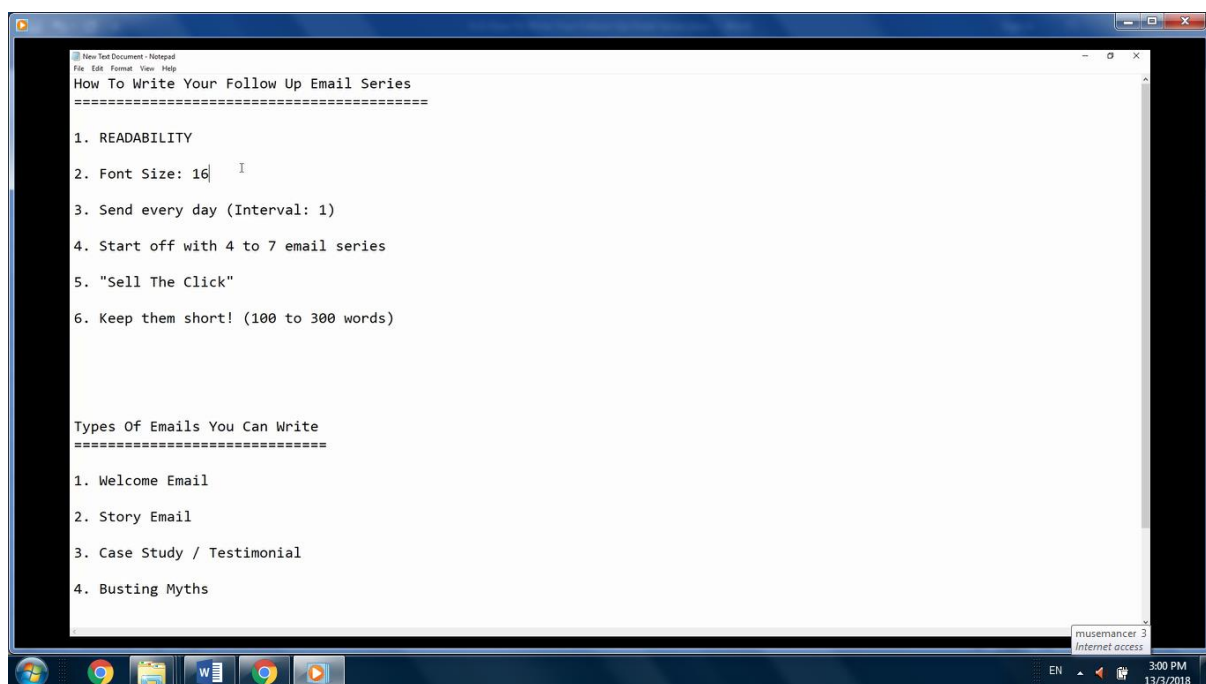 New Text Document - Notepad
File Edit Format View Help
How To Write Your Follow Up Email Series
==========================================
1. READABILITY
2. Font Size: 16
3. Send every day (Interval: 1)
4. Start off with 4 to 7 email series
5. "Sell The Click"
6. Keep them short! (100 to 300 words)
Types Of Emails You Can Write
==============================
1. Welcome Email
2. Story Email
3. Case Study / Testimonial
4. Busting Myths
musemancer 3
Internet access
EN
3:00 PM
13/3/2018